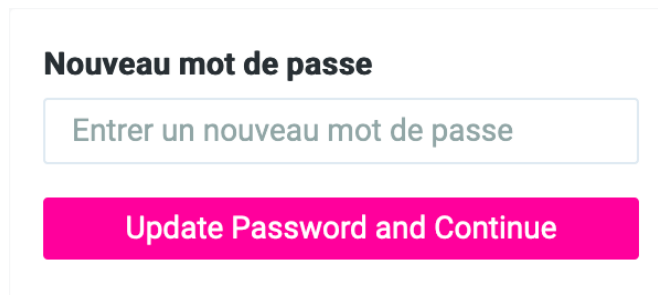 Nouveau mot de passe
Entrer un nouveau mot de passe
Update Password and Continue